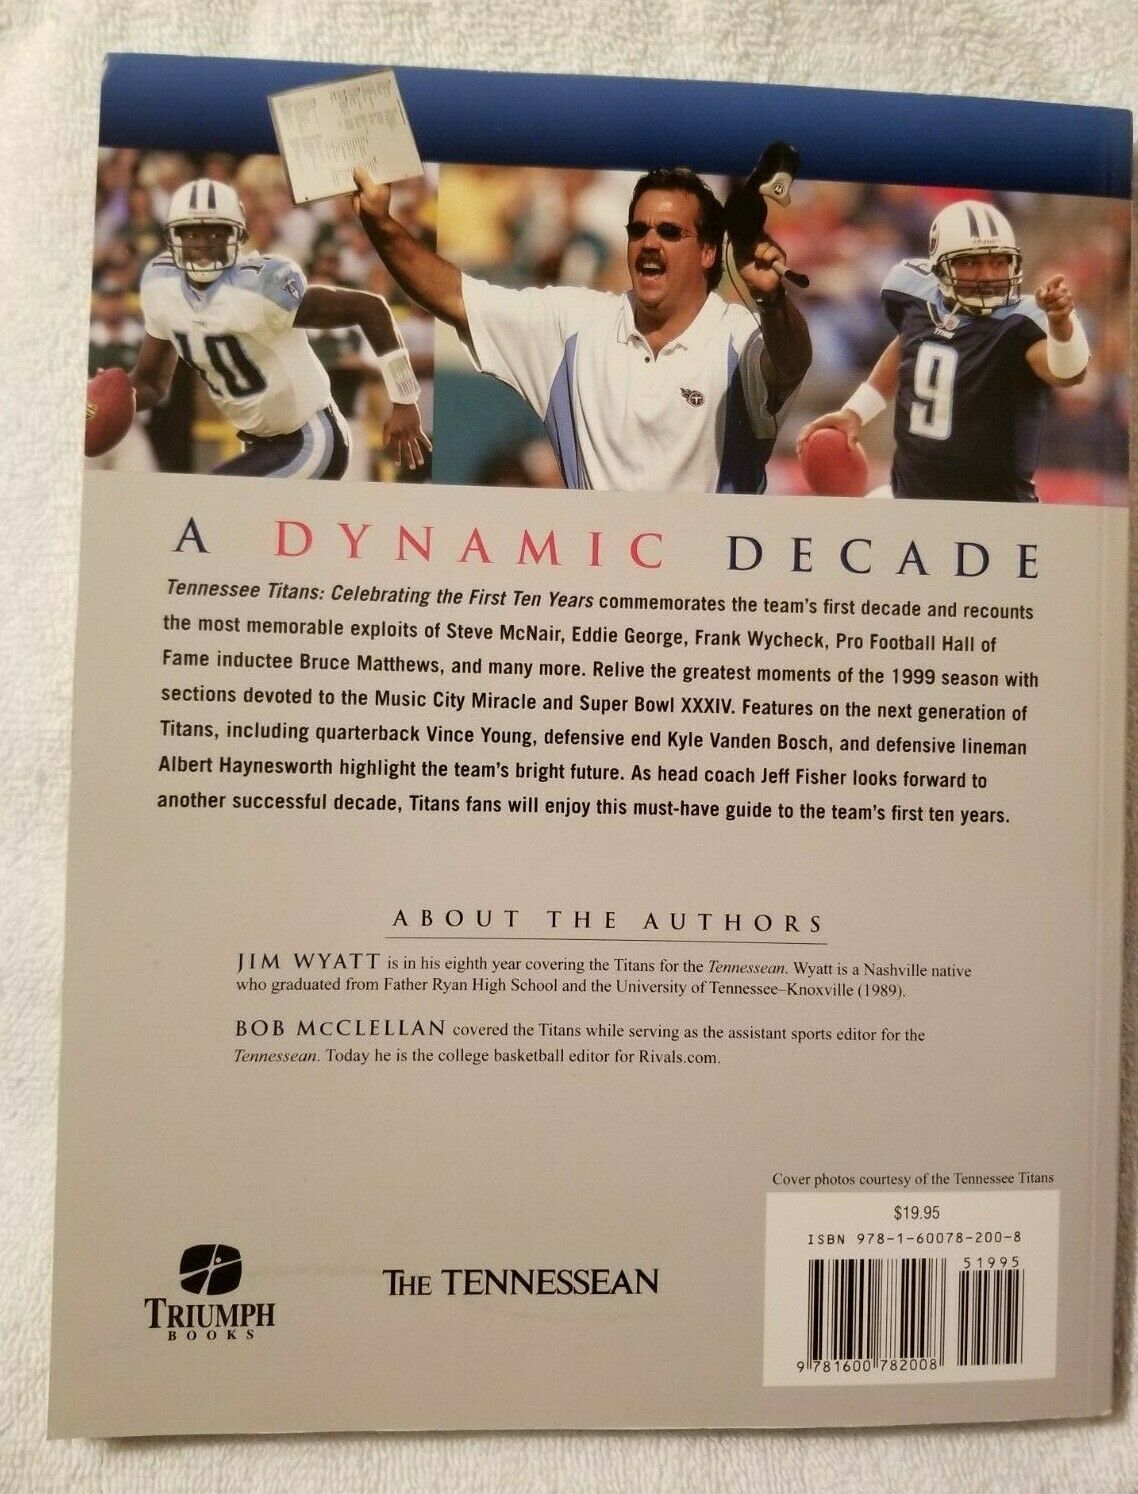 10
T
9
A DYNAMIC DECADE
Tennessee Titans: Celebrating the First Ten Years commemorates the team's first decade and recounts
the most memorable exploits of Steve McNair, Eddie George, Frank Wycheck, Pro Football Hall of
Fame inductee Bruce Matthews, and many more. Relive the greatest moments of the 1999 season with
sections devoted to the Music City Miracle and Super Bowl XXXIV. Features on the next generation of
Titans, including quarterback Vince Young, defensive end Kyle Vanden Bosch, and defensive lineman
Albert Haynesworth highlight the team's bright future. As head coach Jeff Fisher looks forward to
another successful decade, Titans fans will enjoy this must-have guide to the team's first ten years.
ABOUT THE AUTHORS
JIM WYATT is in his eighth year covering the Titans for the Tennessean. Wyatt is a Nashville native
who graduated from Father Ryan High School and the University of Tennessee–Knoxville (1989).
BOB MCCLELLAN covered the Titans while serving as the assistant sports editor for the
Tennessean. Today he is the college basketball editor for Rivals.com.
Cover photos courtesy of the Tennessee Titans
$19.95
ISBN 978-1-60078-200-8
51995
9 781600 782008
TRIUMPH
BOOKS
THE TENNESSEAN